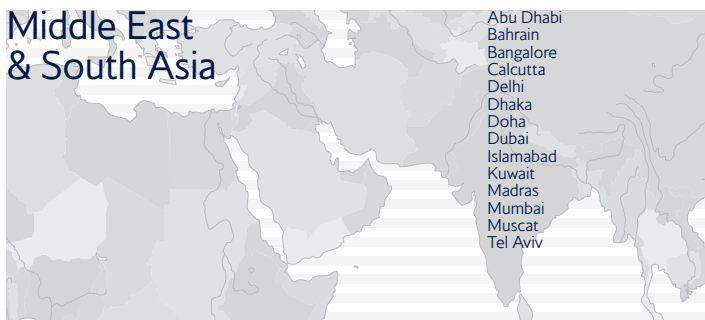 Middle East
& South Asia
Abu Dhabi
Bahrain
Bangalore
Calcutta
Delhi
Dhaka
Doha
Dubai
Islamabad
Kuwait
Madras
Mumbai
Muscat
Tel Aviv